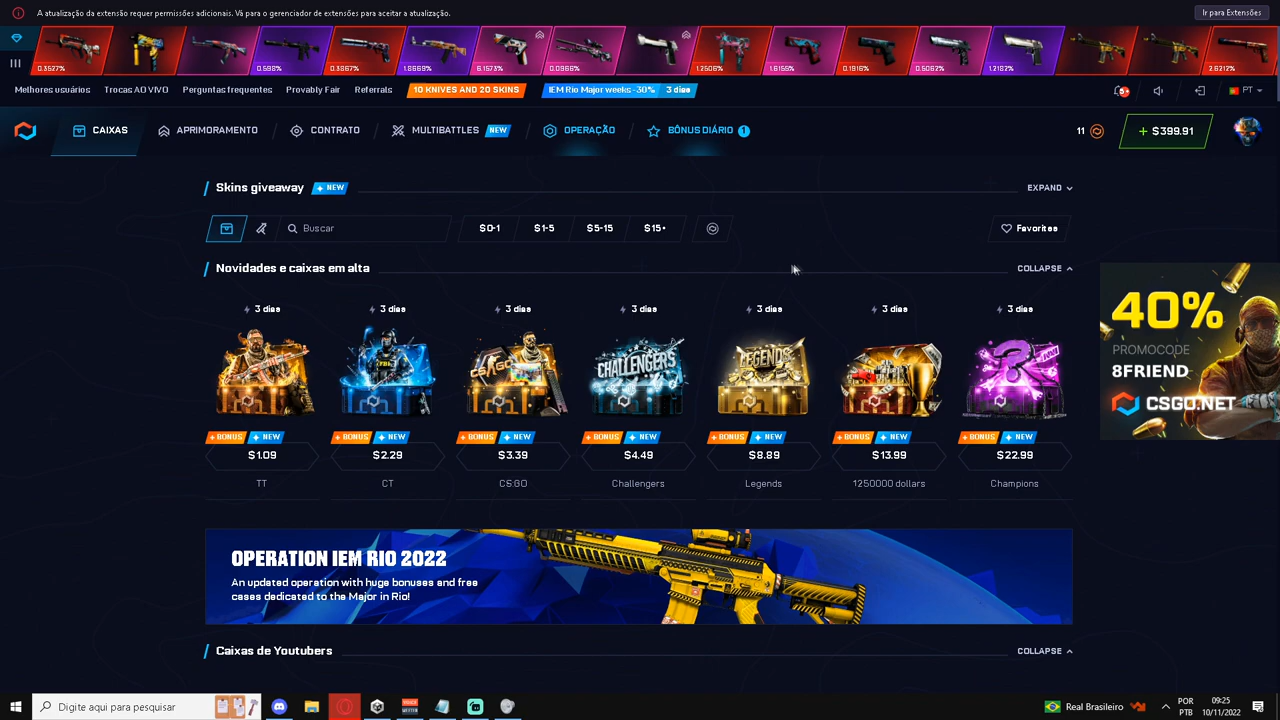 A atualização da extensão requer permissões adicionais. Vá para o gerenciador de extensões para aceitar a atualização.
Ir para Extensões
0.3527%
0.598%
0.3867%
1.8669%
6.1573%
0.0966%
1.2506%
1.6155%
0.1916%
0.5062%
1.2182%
2.6212%
Melhores usuários
Trocas AO VIVO
Perguntas frequentes
Provably Fair
Referrals
10 KNIVES AND 20 SKINS
IEM Rio Major weeks -30%
3 dias
5+
PT
CAIXAS
APRIMORAMENTO
CONTRATO
MULTIBATTLES
NEW
OPERAÇÃO
BÔNUS DIÁRIO
1
11
+ $399.91
Skins giveaway
NEW
EXPAND
Buscar
$0-1
$1-5
$5-15
$15+
Favorites
Novidades e caixas em alta
COLLAPSE
3 dias
3 dias
3 dias
3 dias
3 dias
3 dias
3 dias
FBI
CS:GO
CHALLENGERS
LEGENDS
+ BONUS NEW
+ BONUS NEW
+ BONUS NEW
+ BONUS NEW
+ BONUS NEW
+ BONUS NEW
+ BONUS NEW
$1.09
$2.29
$3.39
$4.49
$8.89
$13.99
$22.99
TT
CT
CS:GO
Challengers
Legends
1250000 dollars
Champions
40%
PROMOCODE
8FRIEND
CSGO.NET
OPERATION IEM RIO 2022
An updated operation with huge bonuses and free
cases dedicated to the Major in Rio!
Caixas de Youtubers
COLLAPSE
Digite aqui para pesquisar
Real Brasileiro
POR
PTB
09:25
10/11/2022